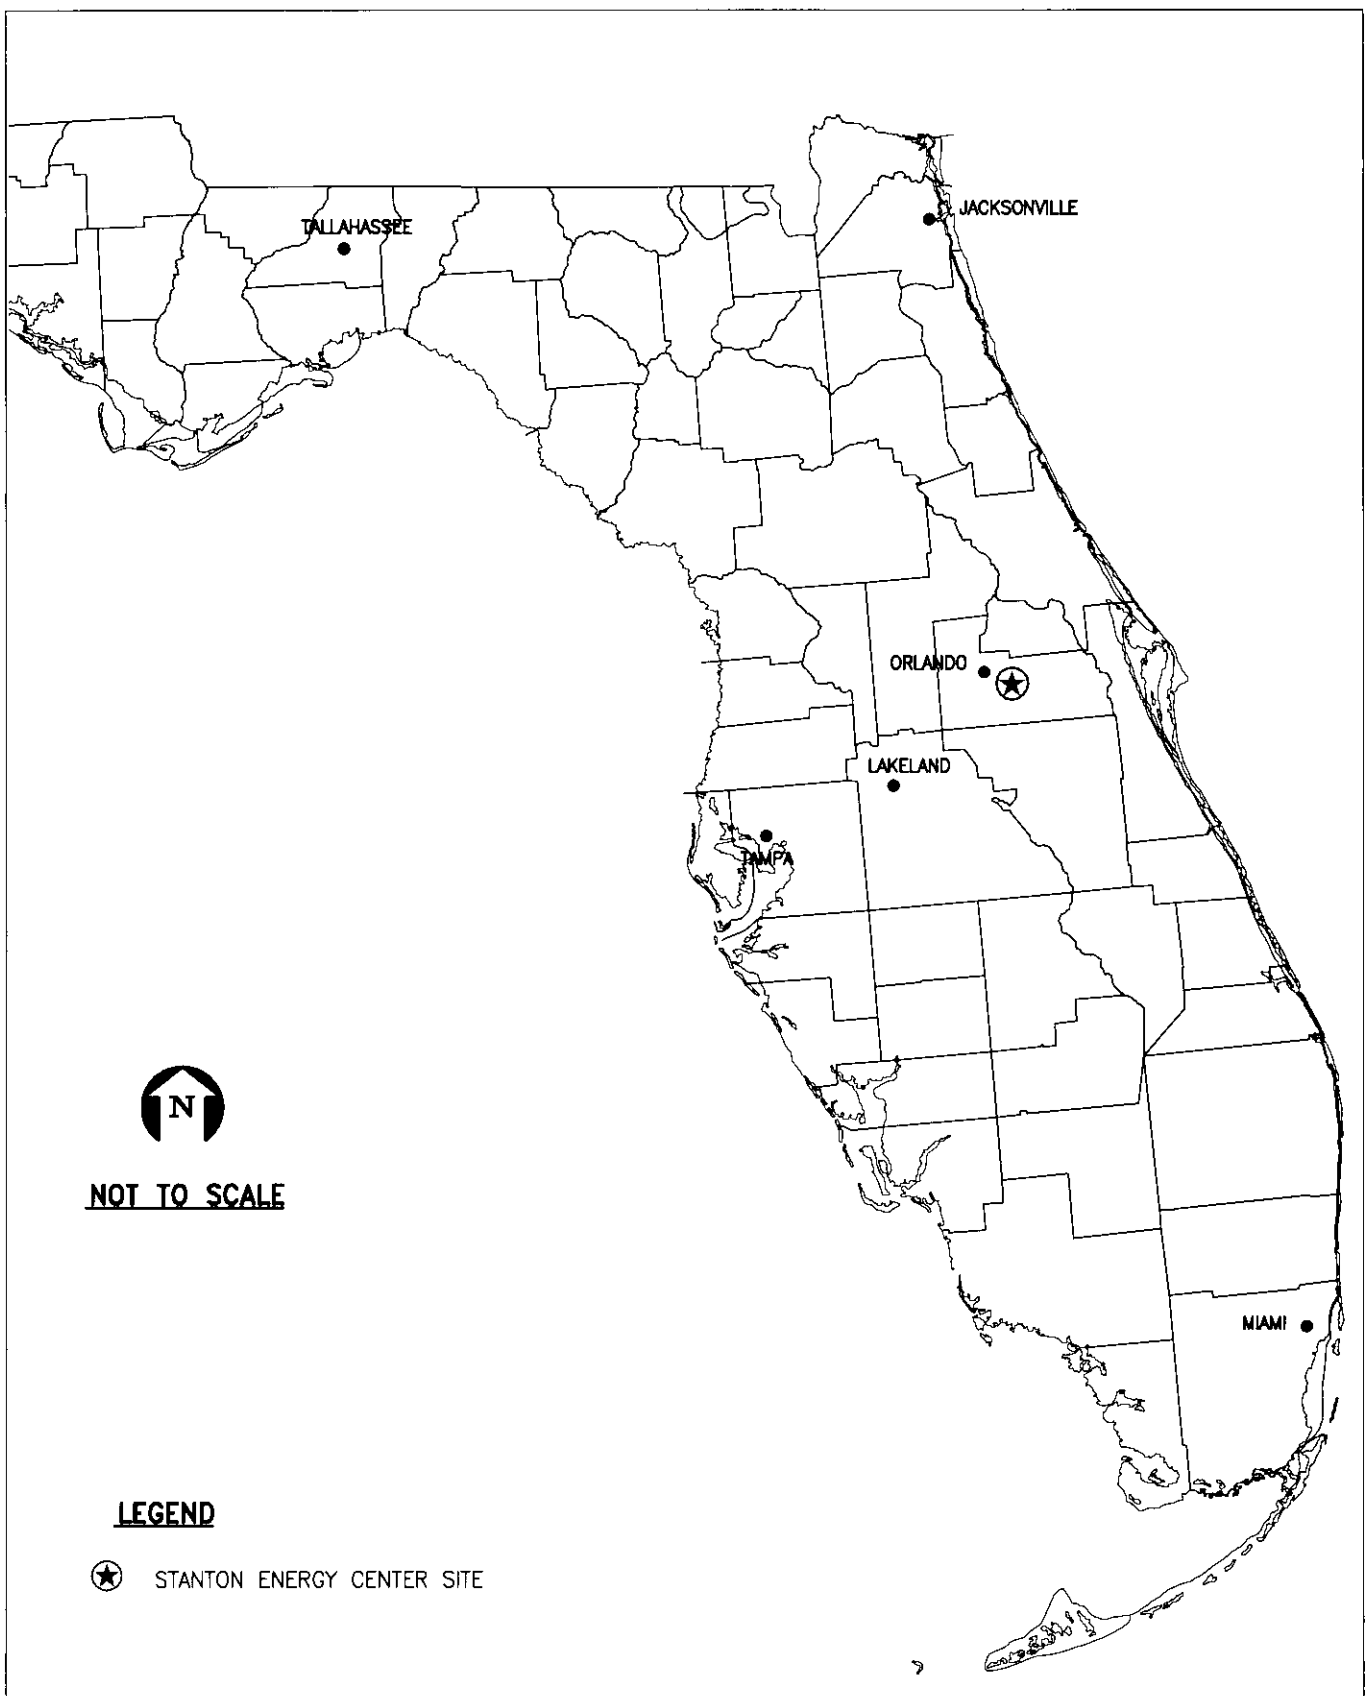 JACKSONVILLE
TALLAHASSEE
ORLANDO
LAKELAND
TAMPA
N
NOT TO SCALE
MIAMI
LEGEND
STANTON ENERGY CENTER SITE